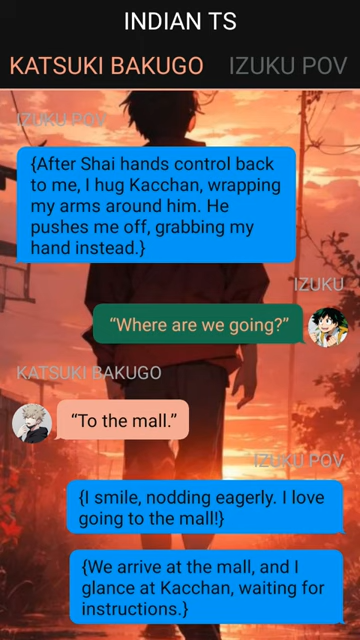 INDIAN TS
KATSUKI BAKUGO IZUKU POV
IZUKU POV
{After Shai hands control back
to me, I hug Kacchan, wrapping
my arms around him. He
pushes me off, grabbing my
hand instead.}
IZUKU
“Where are we going?”
KATSUKI BAKUGO
“To the mall.”
IZUKU POV
{I smile, nodding eagerly. I love
going to the mall!}
{We arrive at the mall, and I
glance at Kacchan, waiting for
instructions.}